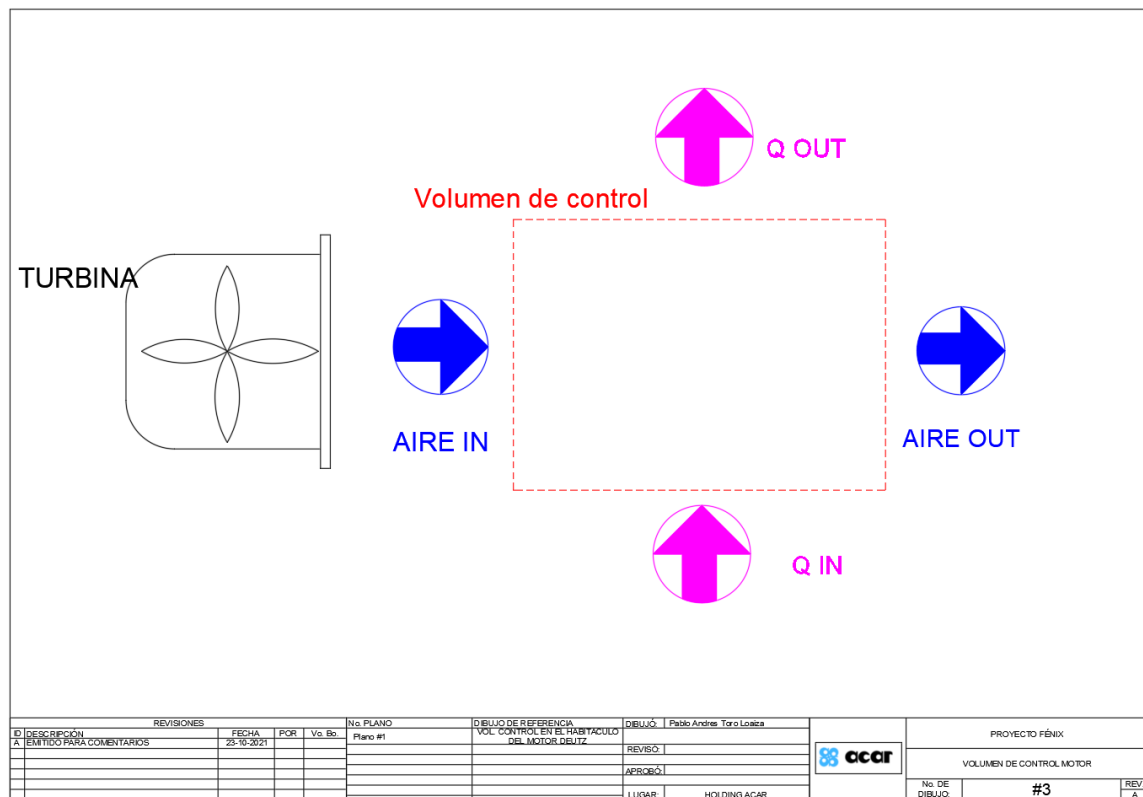 Q OUT
Volumen de control
TURBINA
AIRE IN
AIRE OUT
Q IN
REVISIONES
ID DESCRIPCIÓN FECHA POR Vo. Bo.
A EMITIDO PARA COMENTARIOS 23-10-2021
No. PLANO
Plano #1
DIBUJO DE REFERENCIA
VOL. CONTROL EN EL HABITACULO
DEL MOTOR DEUTZ
DIBUJÓ: Pablo Andres Toro Loaiza
REVISÓ:
APROBÓ:
LUGAR: HOLDING ACAR
acar
PROYECTO FÉNIX
VOLUMEN DE CONTROL MOTOR
No. DE
DIBUJO:
#3
REV
A